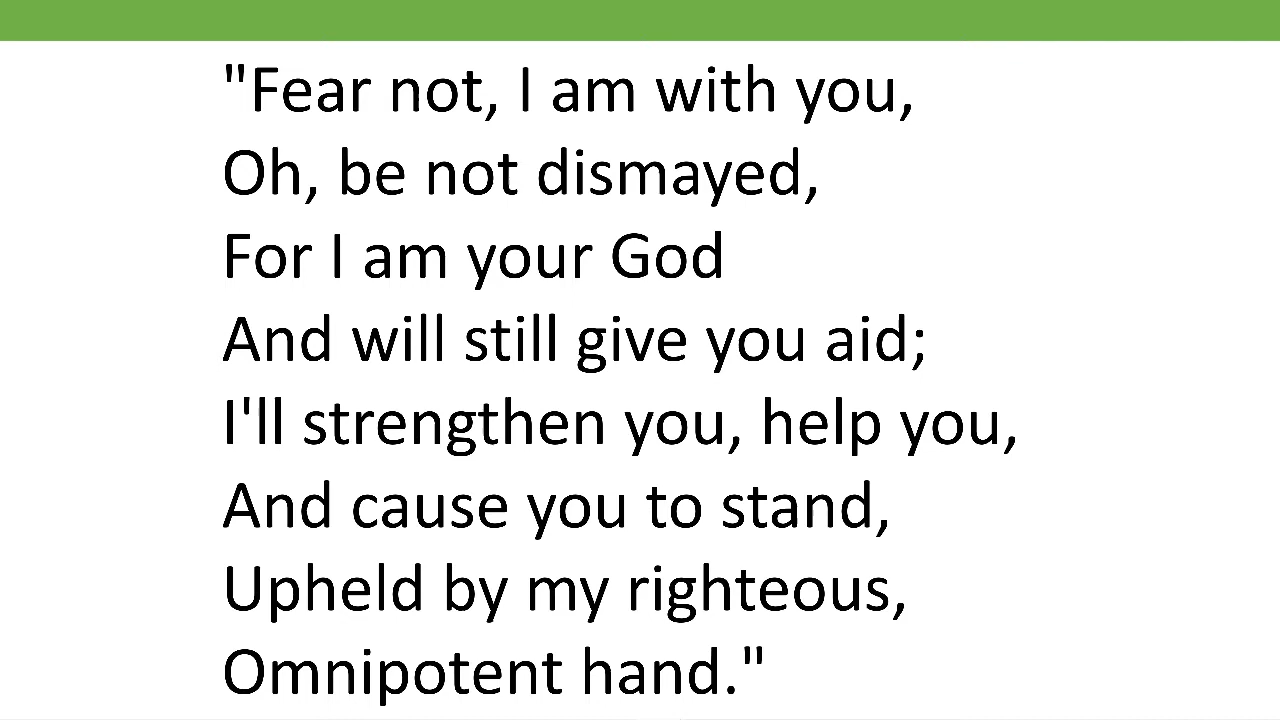 "Fear not, I am with you,
Oh, be not dismayed,
For I am your God
And will still give you aid;
I'll strengthen you, help you,
And cause you to stand,
Upheld by my righteous,
Omnipotent hand."